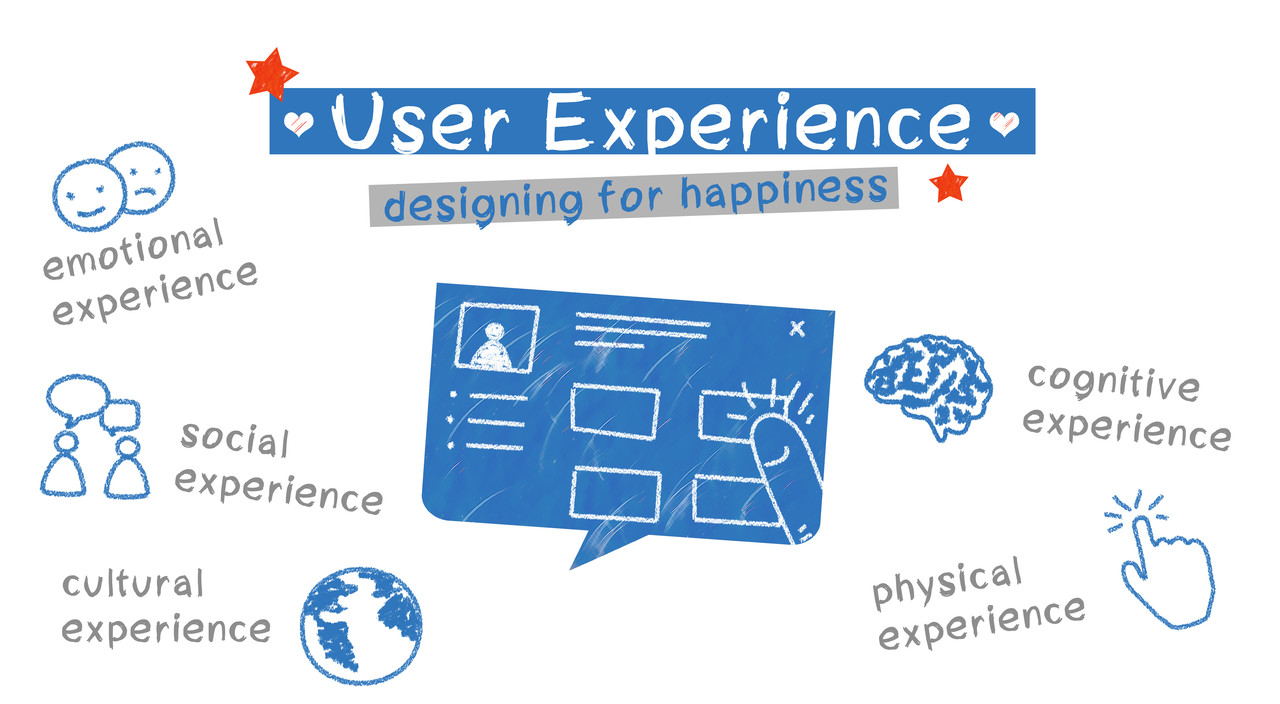 User Experience
designing for happiness
emotional
experience
social
experience
cultural
experience
cognitive
experience
physical
experience